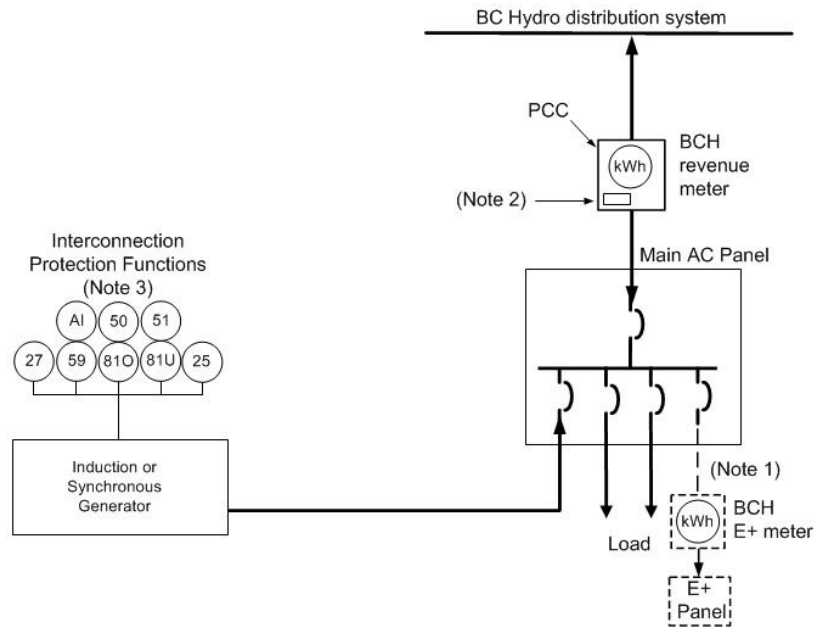 BC Hydro distribution system
PCC
kWh
BCH
revenue
meter
(Note 2)
Main AC Panel
Interconnection
Protection Functions
(Note 3)
AI 50 51
27 59 81O 81U 25
Induction or
Synchronous
Generator
(Note 1)
Load
kWh
BCH
E+ meter
E+
Panel